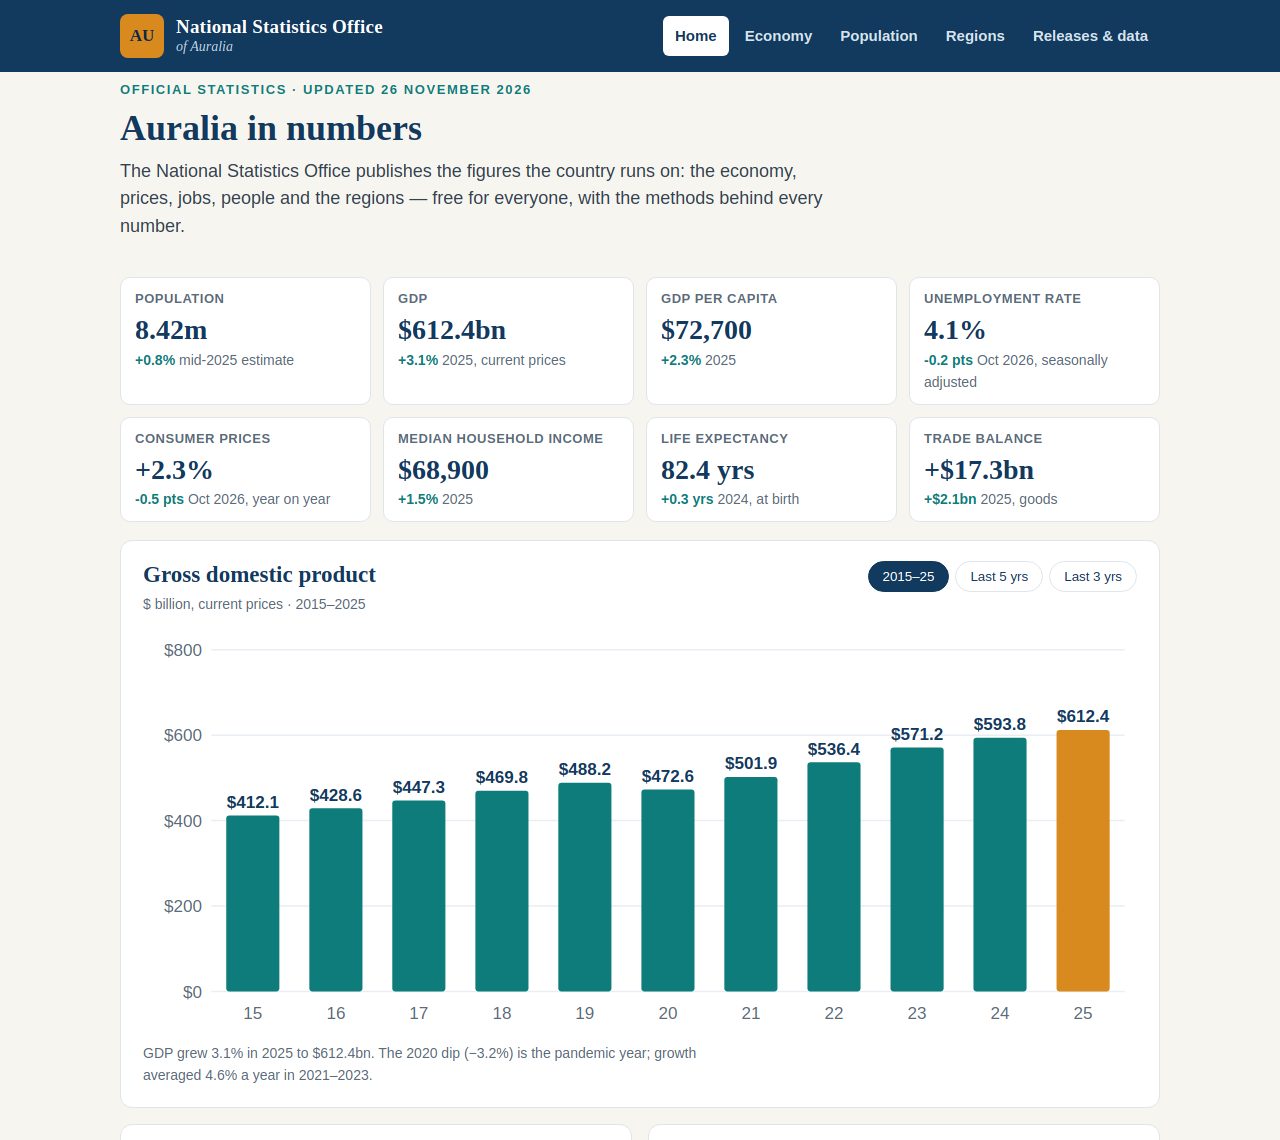 AU
National Statistics Office
of Auralia
Home
Economy
Population
Regions
Releases & data
OFFICIAL STATISTICS · UPDATED 26 NOVEMBER 2026
Auralia in numbers
The National Statistics Office publishes the figures the country runs on: the economy,
prices, jobs, people and the regions — free for everyone, with the methods behind every
number.
POPULATION
8.42m
+0.8% mid-2025 estimate
GDP
$612.4bn
+3.1% 2025, current prices
GDP PER CAPITA
$72,700
+2.3% 2025
UNEMPLOYMENT RATE
4.1%
-0.2 pts Oct 2026, seasonally
adjusted
CONSUMER PRICES
+2.3%
-0.5 pts Oct 2026, year on year
MEDIAN HOUSEHOLD INCOME
$68,900
+1.5% 2025
LIFE EXPECTANCY
82.4 yrs
+0.3 yrs 2024, at birth
TRADE BALANCE
+$17.3bn
+$2.1bn 2025, goods
Gross domestic product
$ billion, current prices · 2015–2025
2015–25
Last 5 yrs
Last 3 yrs
$800
$600
$400
$200
$0
$412.1
$428.6
$447.3
$469.8
$488.2
$472.6
$501.9
$536.4
$571.2
$593.8
$612.4
15
16
17
18
19
20
21
22
23
24
25
GDP grew 3.1% in 2025 to $612.4bn. The 2020 dip (−3.2%) is the pandemic year; growth
averaged 4.6% a year in 2021–2023.